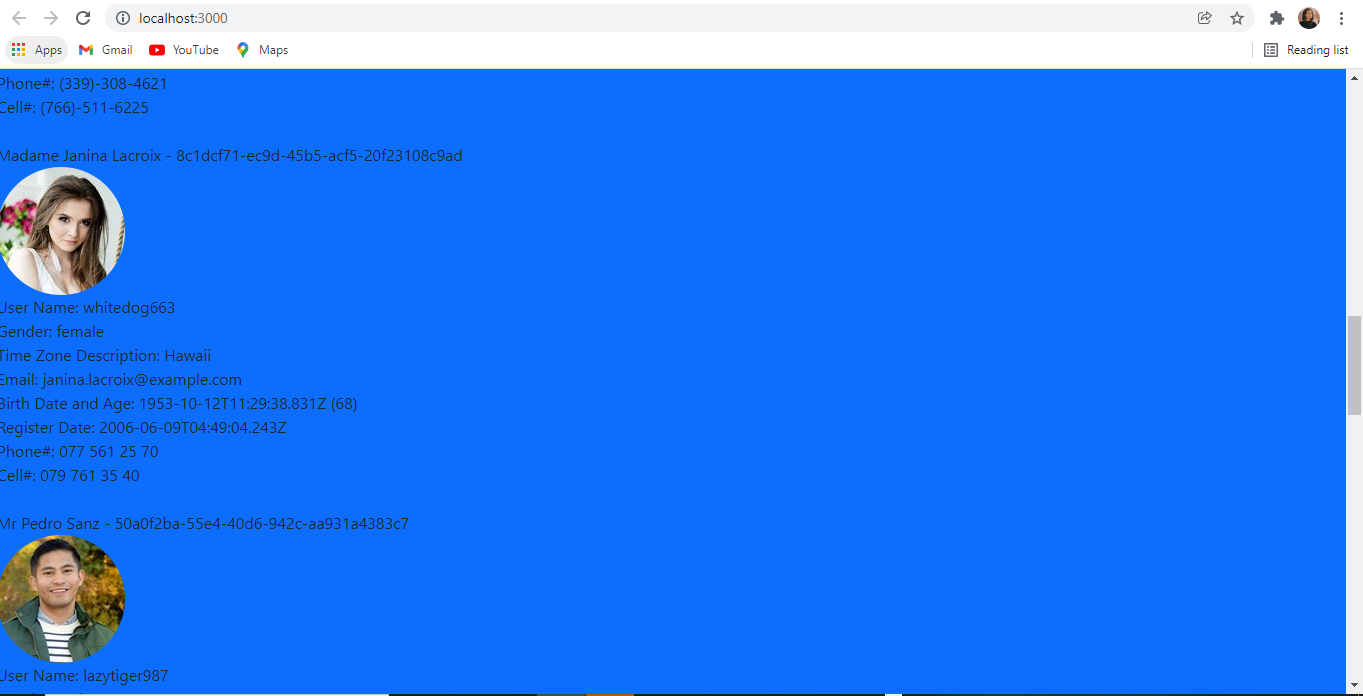 localhost:3000
Apps Gmail YouTube Maps Reading list
Phone#: (339)-308-4621
Cell#: (766)-511-6225
Madame Janina Lacroix - 8c1dcf71-ec9d-45b5-acf5-20f23108c9ad
User Name: whitedog663
Gender: female
Time Zone Description: Hawaii
Email: janina.lacroix@example.com
Birth Date and Age: 1953-10-12T11:29:38.831Z (68)
Register Date: 2006-06-09T04:49:04.243Z
Phone#: 077 561 25 70
Cell#: 079 761 35 40
Mr Pedro Sanz - 50a0f2ba-55e4-40d6-942c-aa931a4383c7
User Name: lazytiger987